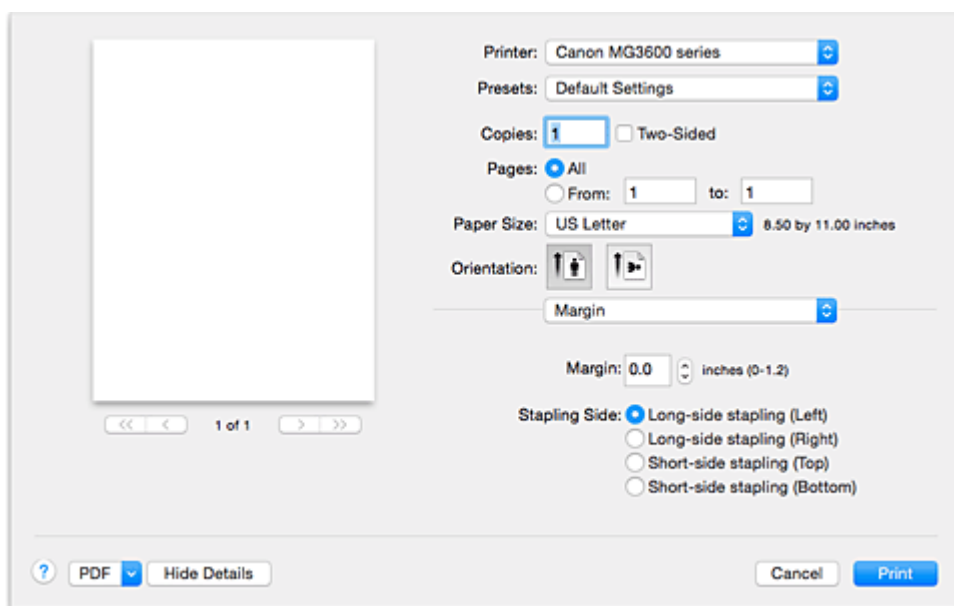 Printer: Canon MG3600 series
Presets: Default Settings
Copies: 1 Two-Sided
Pages: All
From: 1 to: 1
Paper Size: US Letter 8.50 by 11.00 inches
Orientation:
Margin
Margin: 0.0 inches (0-1.2)
Stapling Side: Long-side stapling (Left)
Long-side stapling (Right)
Short-side stapling (Top)
Short-side stapling (Bottom)
<< < 1 of 1 > >>
? PDF Hide Details Cancel Print